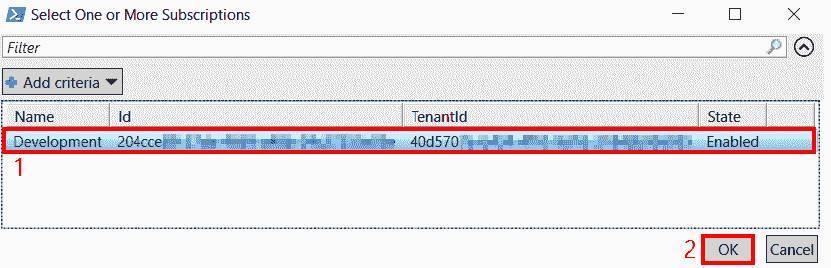 Select One or More Subscriptions
Filter
Add criteria
Name Id TenantId State
Development 204cce 40d570 Enabled
1
2 OK Cancel